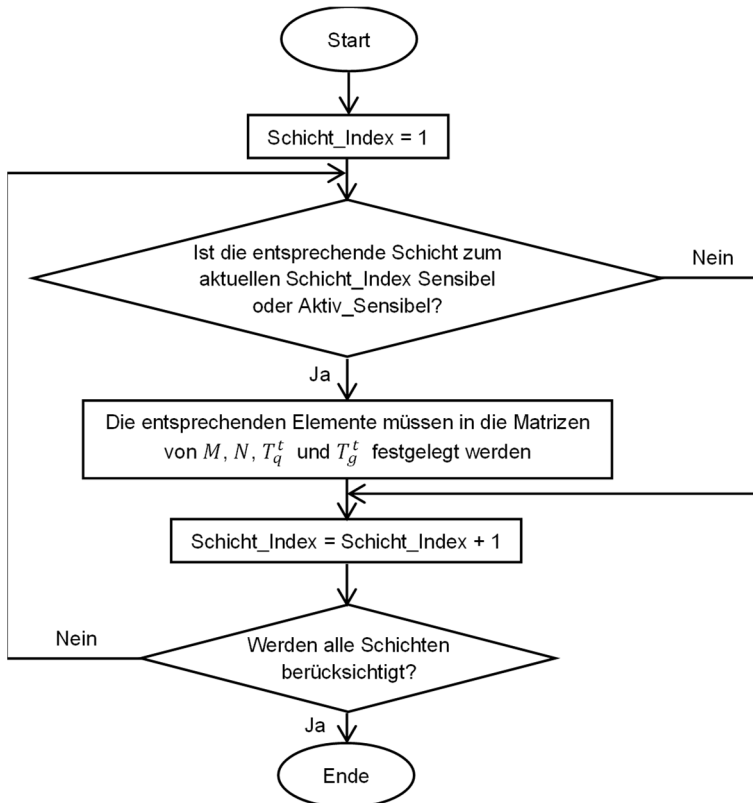 Start
Schicht_Index = 1
Ist die entsprechende Schicht zum
aktuellen Schicht_Index Sensibel
oder Aktiv_Sensibel?
Nein
Ja
Die entsprechenden Elemente müssen in die Matrizen
von M, N, T_q^t und T_g^t festgelegt werden
Schicht_Index = Schicht_Index + 1
Nein
Werden alle Schichten
berücksichtigt?
Ja
Ende